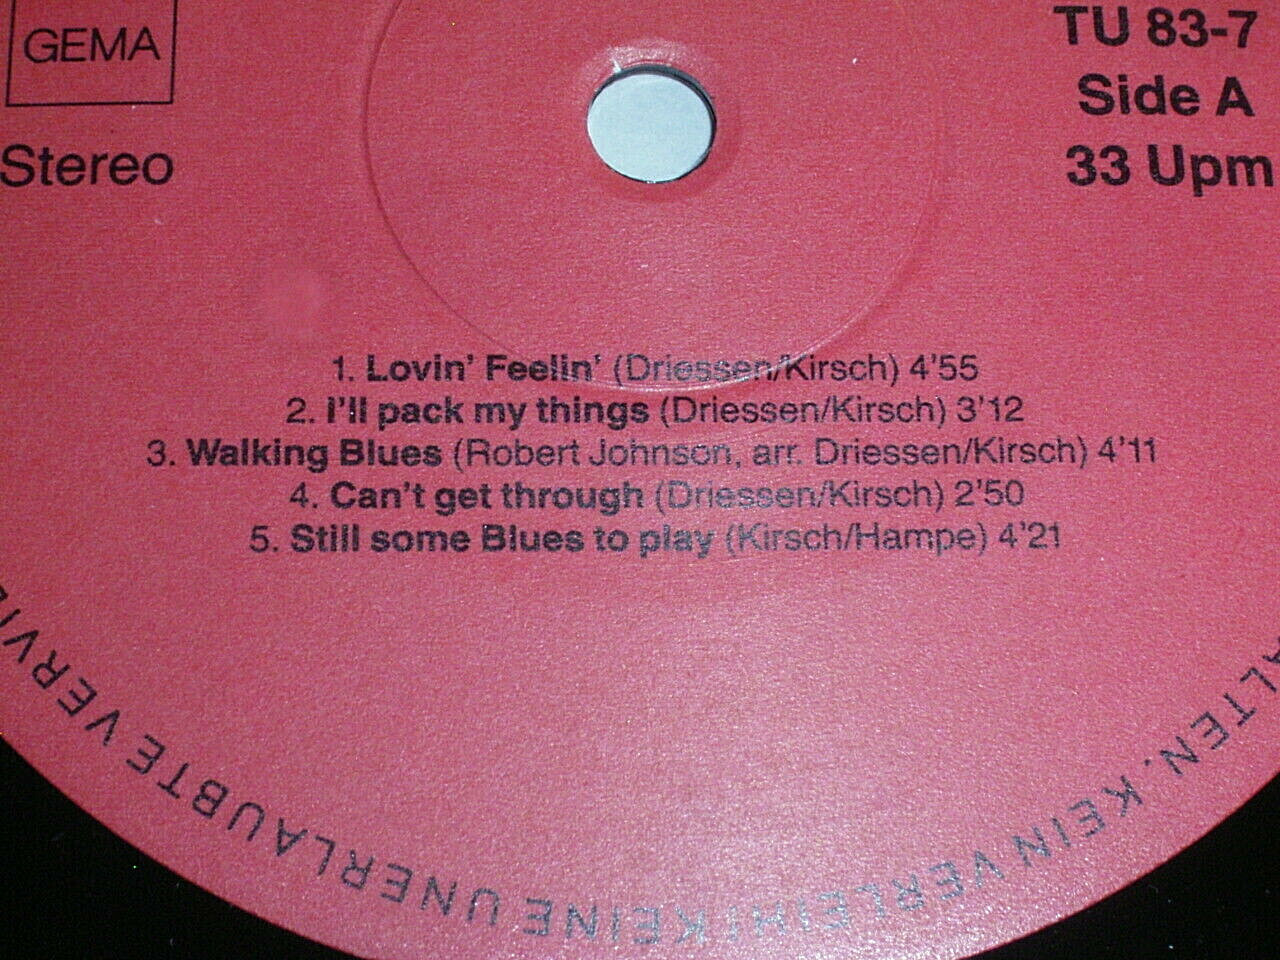 GEMA
Stereo
TU 83-7
Side A
33 Upm
1. Lovin' Feelin' (Driessen/Kirsch) 4'55
2. I'll pack my things (Driessen/Kirsch) 3'12
3. Walking Blues (Robert Johnson, arr. Driessen/Kirsch) 4'11
4. Can't get through (Driessen/Kirsch) 2'50
5. Still some Blues to play (Kirsch/Hampe) 4'21
ALTEN. KEIN VERLEIH! KEINE UNERLAUBTE VERVI